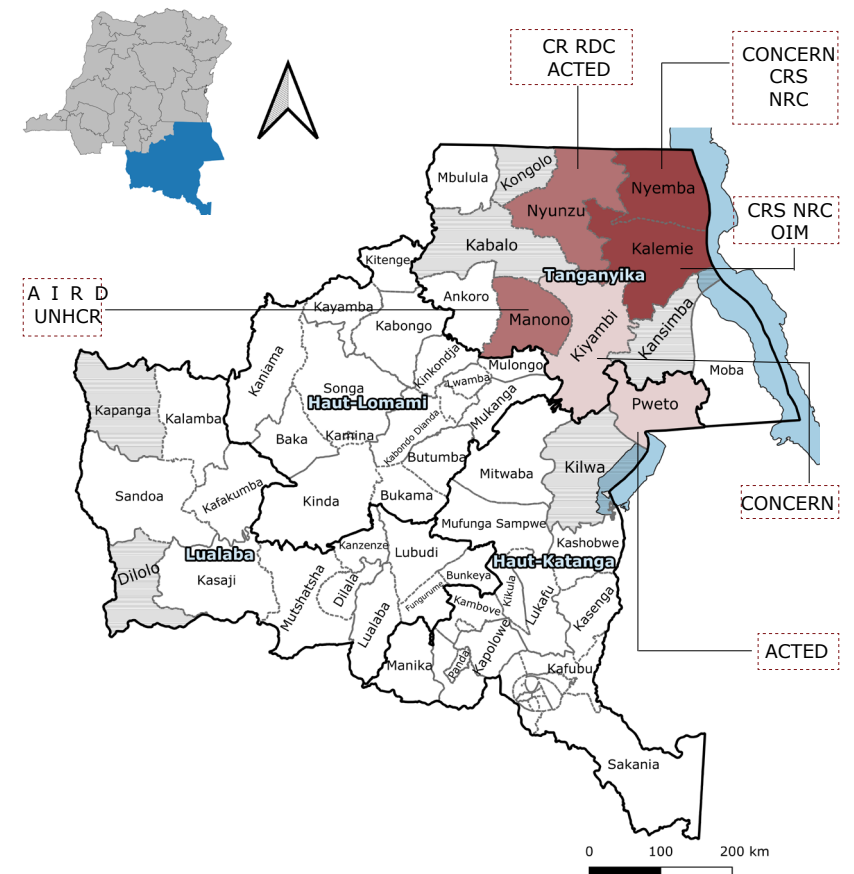 CR RDC
ACTED
CONCERN
CRS
NRC
Mbulula
Kongolo
Nyemba
Nyunzu
CRS NRC
OIM
Kabalo
Kalemie
Kitenge
Tanganyika
A I R D
UNHCR
Ankoro
Kayamba
Manono
Kabongo
Kiyambi
Kansimba
Kaniama
Kinkondja
Mulongo
Moba
Songa
Lwamba
Pweto
Haut-Lomami
Mukanga
Kapanga
Kalamba
Kabondo Dianda
Baka
Kamina
Butumba
Kilwa
Mitwaba
Sandoa
Kafakumba
Kinda
Bukama
CONCERN
Mufunga Sampwe
Kashobwe
Kanzenze
Lubudi
Lualaba
Haut-Katanga
Dilolo
Kasaji
Mutshatsha
Dilala
Bunkeya
Kikula
Lukafu
Fungurume
Kambove
Kasenga
Lualaba
Kapolowe
ACTED
Manika
Panda
Kafubu
Sakania
0 100 200 km